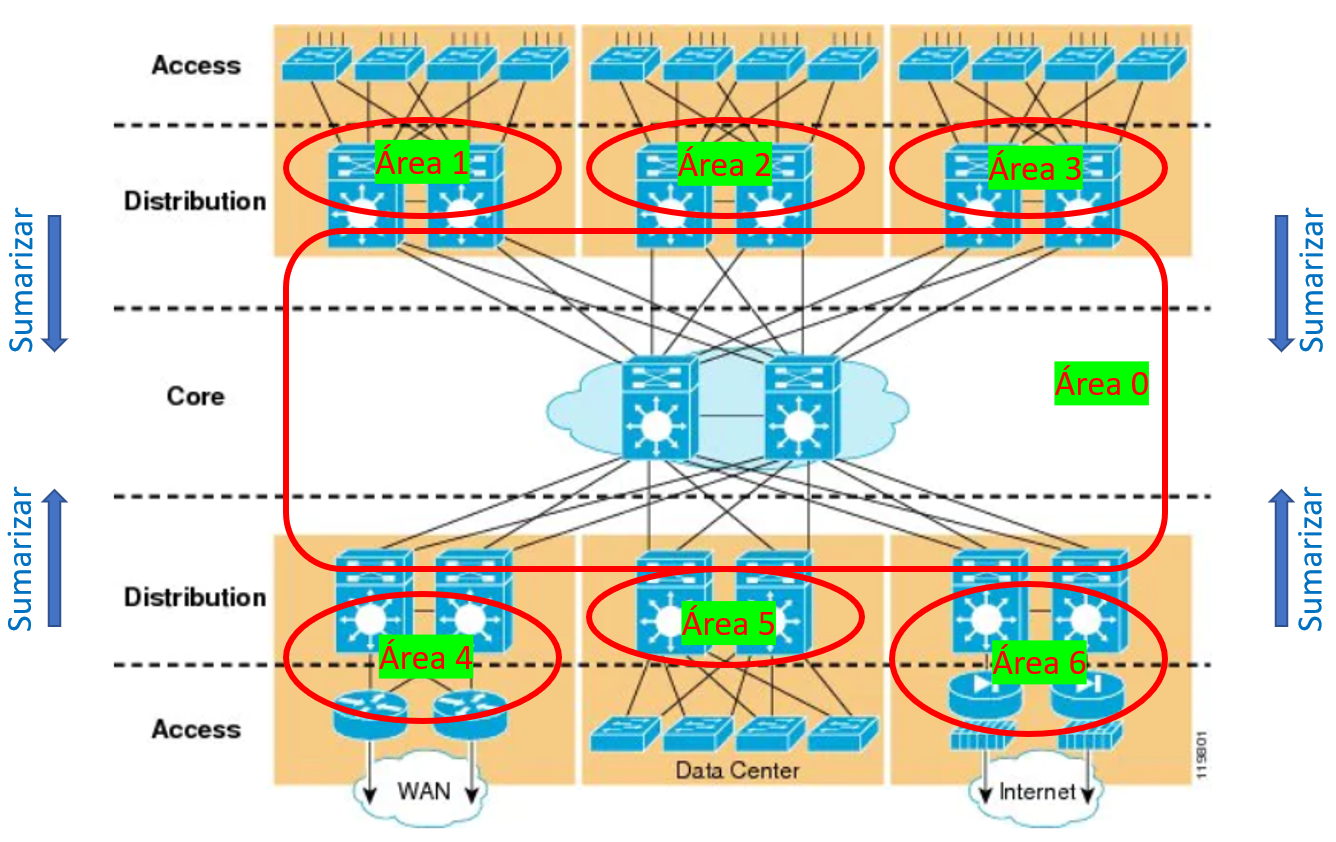 Access
Área 1
Área 2
Área 3
Distribution
Sumarizar
Sumarizar
Core
Área 0
Sumarizar
Sumarizar
Distribution
Área 4
Área 5
Área 6
Access
119801
Data Center
WAN
Internet